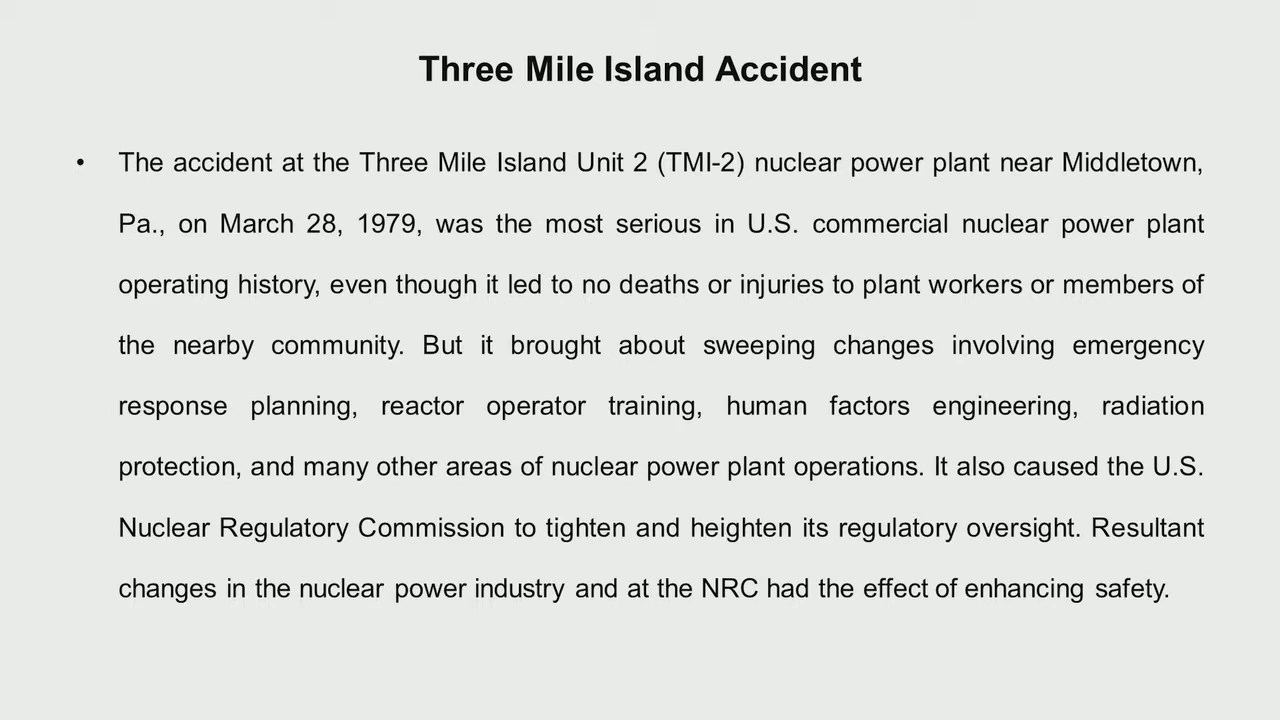 Three Mile Island Accident
• The accident at the Three Mile Island Unit 2 (TMI-2) nuclear power plant near Middletown,
Pa., on March 28, 1979, was the most serious in U.S. commercial nuclear power plant
operating history, even though it led to no deaths or injuries to plant workers or members of
the nearby community. But it brought about sweeping changes involving emergency
response planning, reactor operator training, human factors engineering, radiation
protection, and many other areas of nuclear power plant operations. It also caused the U.S.
Nuclear Regulatory Commission to tighten and heighten its regulatory oversight. Resultant
changes in the nuclear power industry and at the NRC had the effect of enhancing safety.